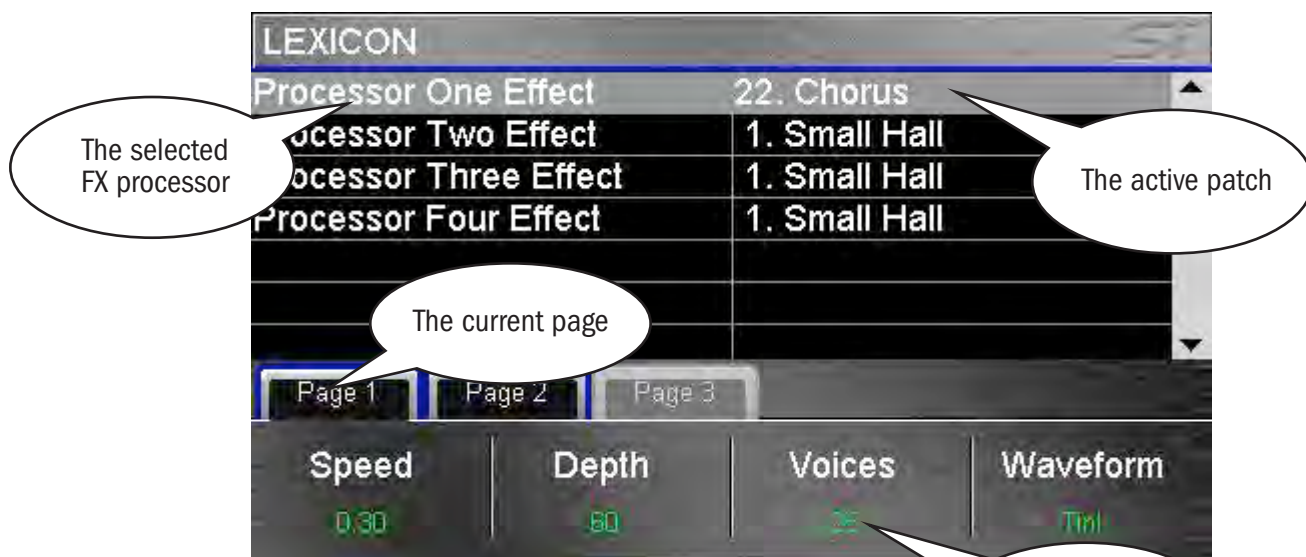 LEXICON
Processor One Effect 22. Chorus
ocessor Two Effect 1. Small Hall
ocessor Three Effect 1. Small Hall
Processor Four Effect 1. Small Hall
The selected
FX processor
The active patch
The current page
Page 1 Page 2 Page 3
Speed Depth Voices Waveform
0.30 60